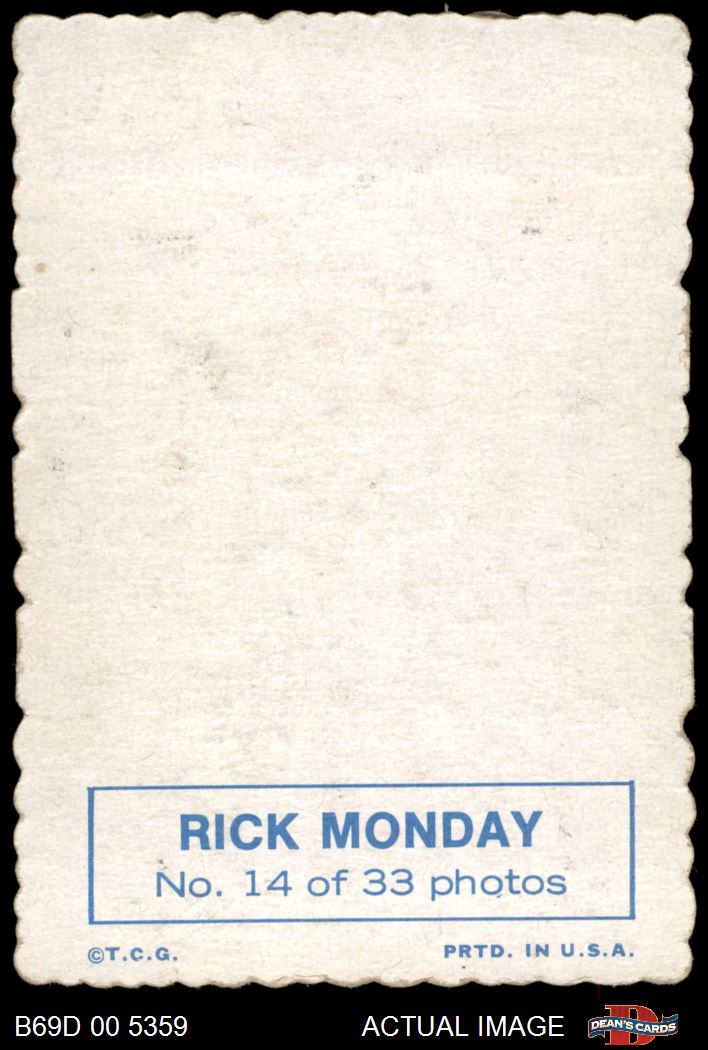 RICK MONDAY
No. 14 of 33 photos
©T.C.G. PRTD. IN U.S.A.
B69D 00 5359 ACTUAL IMAGE DEAN'S CARDS